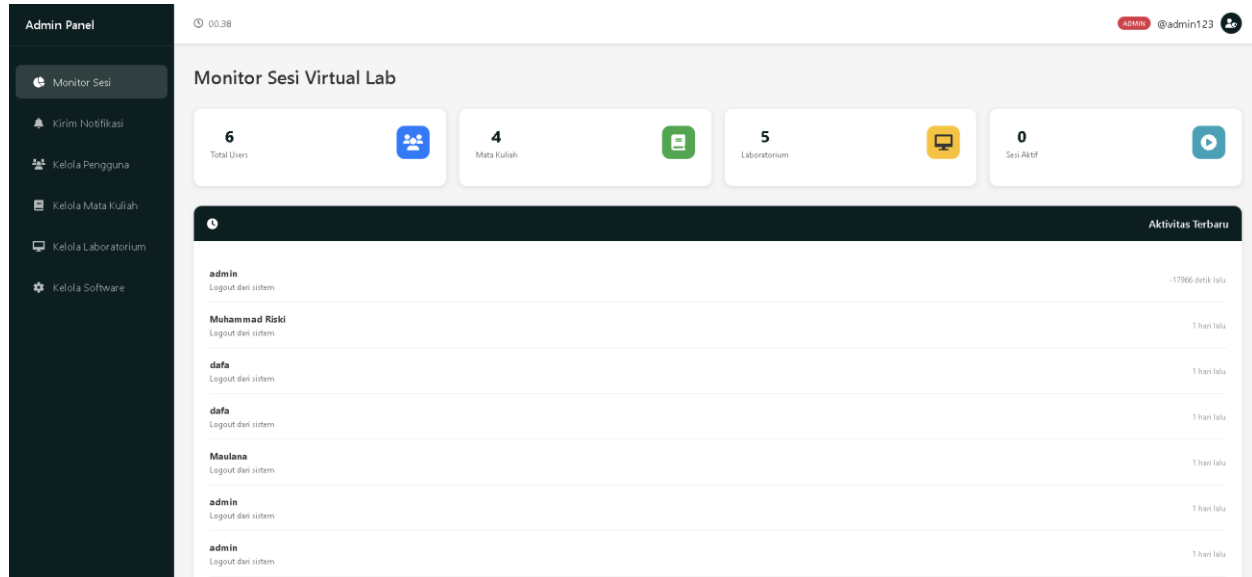 Admin Panel
00.38
ADMIN @admin123
Monitor Sesi
Kirim Notifikasi
Kelola Pengguna
Kelola Mata Kuliah
Kelola Laboratorium
Kelola Software
Monitor Sesi Virtual Lab
6
Total Users
4
Mata Kuliah
5
Laboratorium
0
Sesi Aktif
Aktivitas Terbaru
admin
Logout dari sistem
-17966 detik lalu
Muhammad Riski
Logout dari sistem
1 hari lalu
dafa
Logout dari sistem
1 hari lalu
dafa
Logout dari sistem
1 hari lalu
Maulana
Logout dari sistem
1 hari lalu
admin
Logout dari sistem
1 hari lalu
admin
Logout dari sistem
1 hari lalu